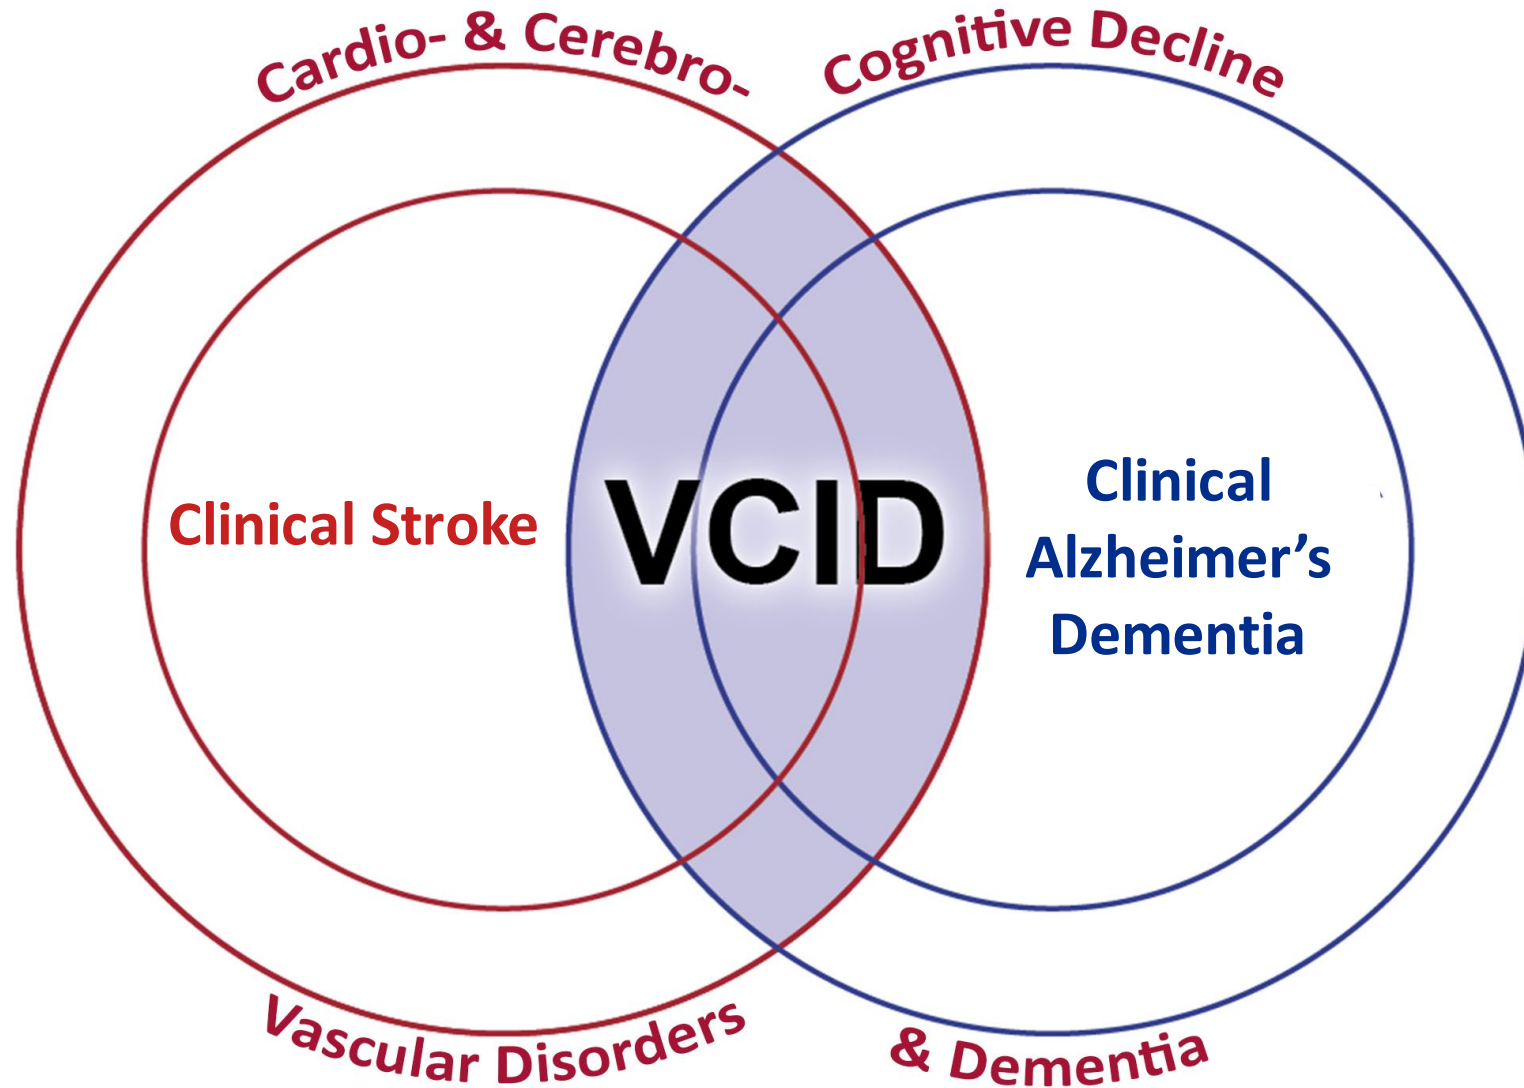 Cardio- & Cerebro-
Cognitive Decline
Clinical Stroke
VCID
Clinical
Alzheimer’s
Dementia
Vascular Disorders
& Dementia